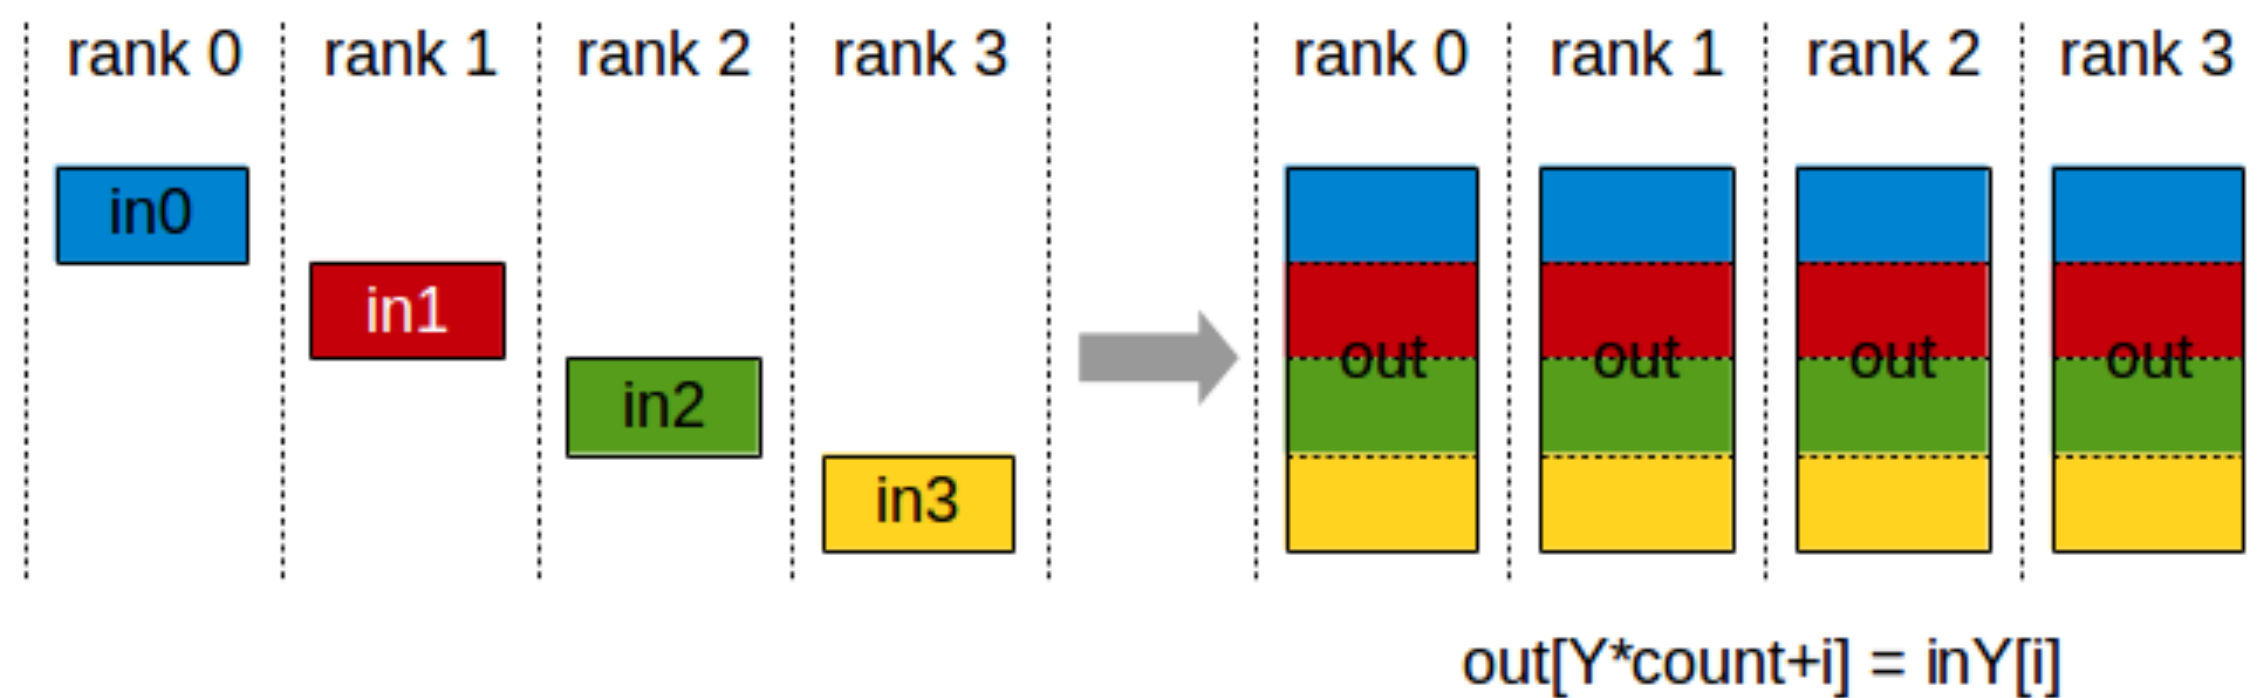 rank 0 rank 1 rank 2 rank 3 rank 0 rank 1 rank 2 rank 3
in0
in1
out out out out
in2
in3
out[Y*count+i] = inY[i]